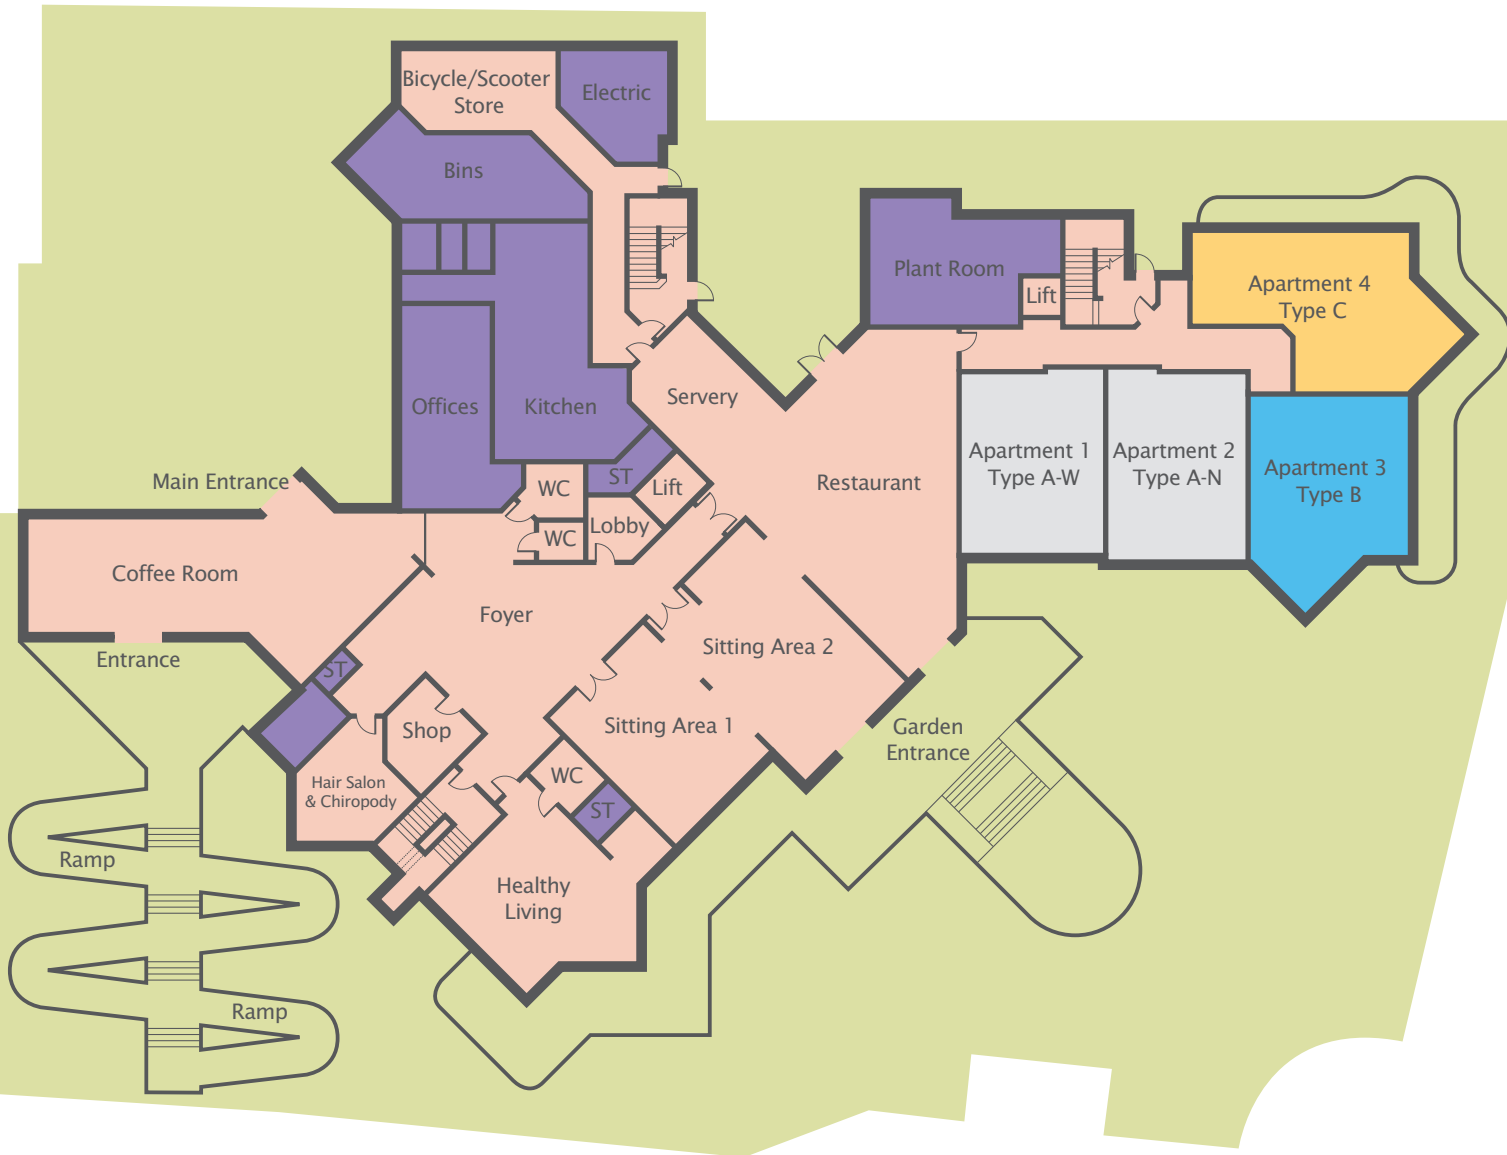 Bicycle/Scooter
Store
Electric
Bins
Plant Room
Lift
Apartment 4
Type C
Servery
Offices
Kitchen
Apartment 1
Type A-W
Apartment 2
Type A-N
Apartment 3
Type B
Main Entrance
WC
ST
Lift
Restaurant
WC
Lobby
Coffee Room
Foyer
Entrance
ST
Sitting Area 2
Shop
Sitting Area 1
Garden
Entrance
Hair Salon
& Chiropody
WC
ST
Ramp
Healthy
Living
Ramp